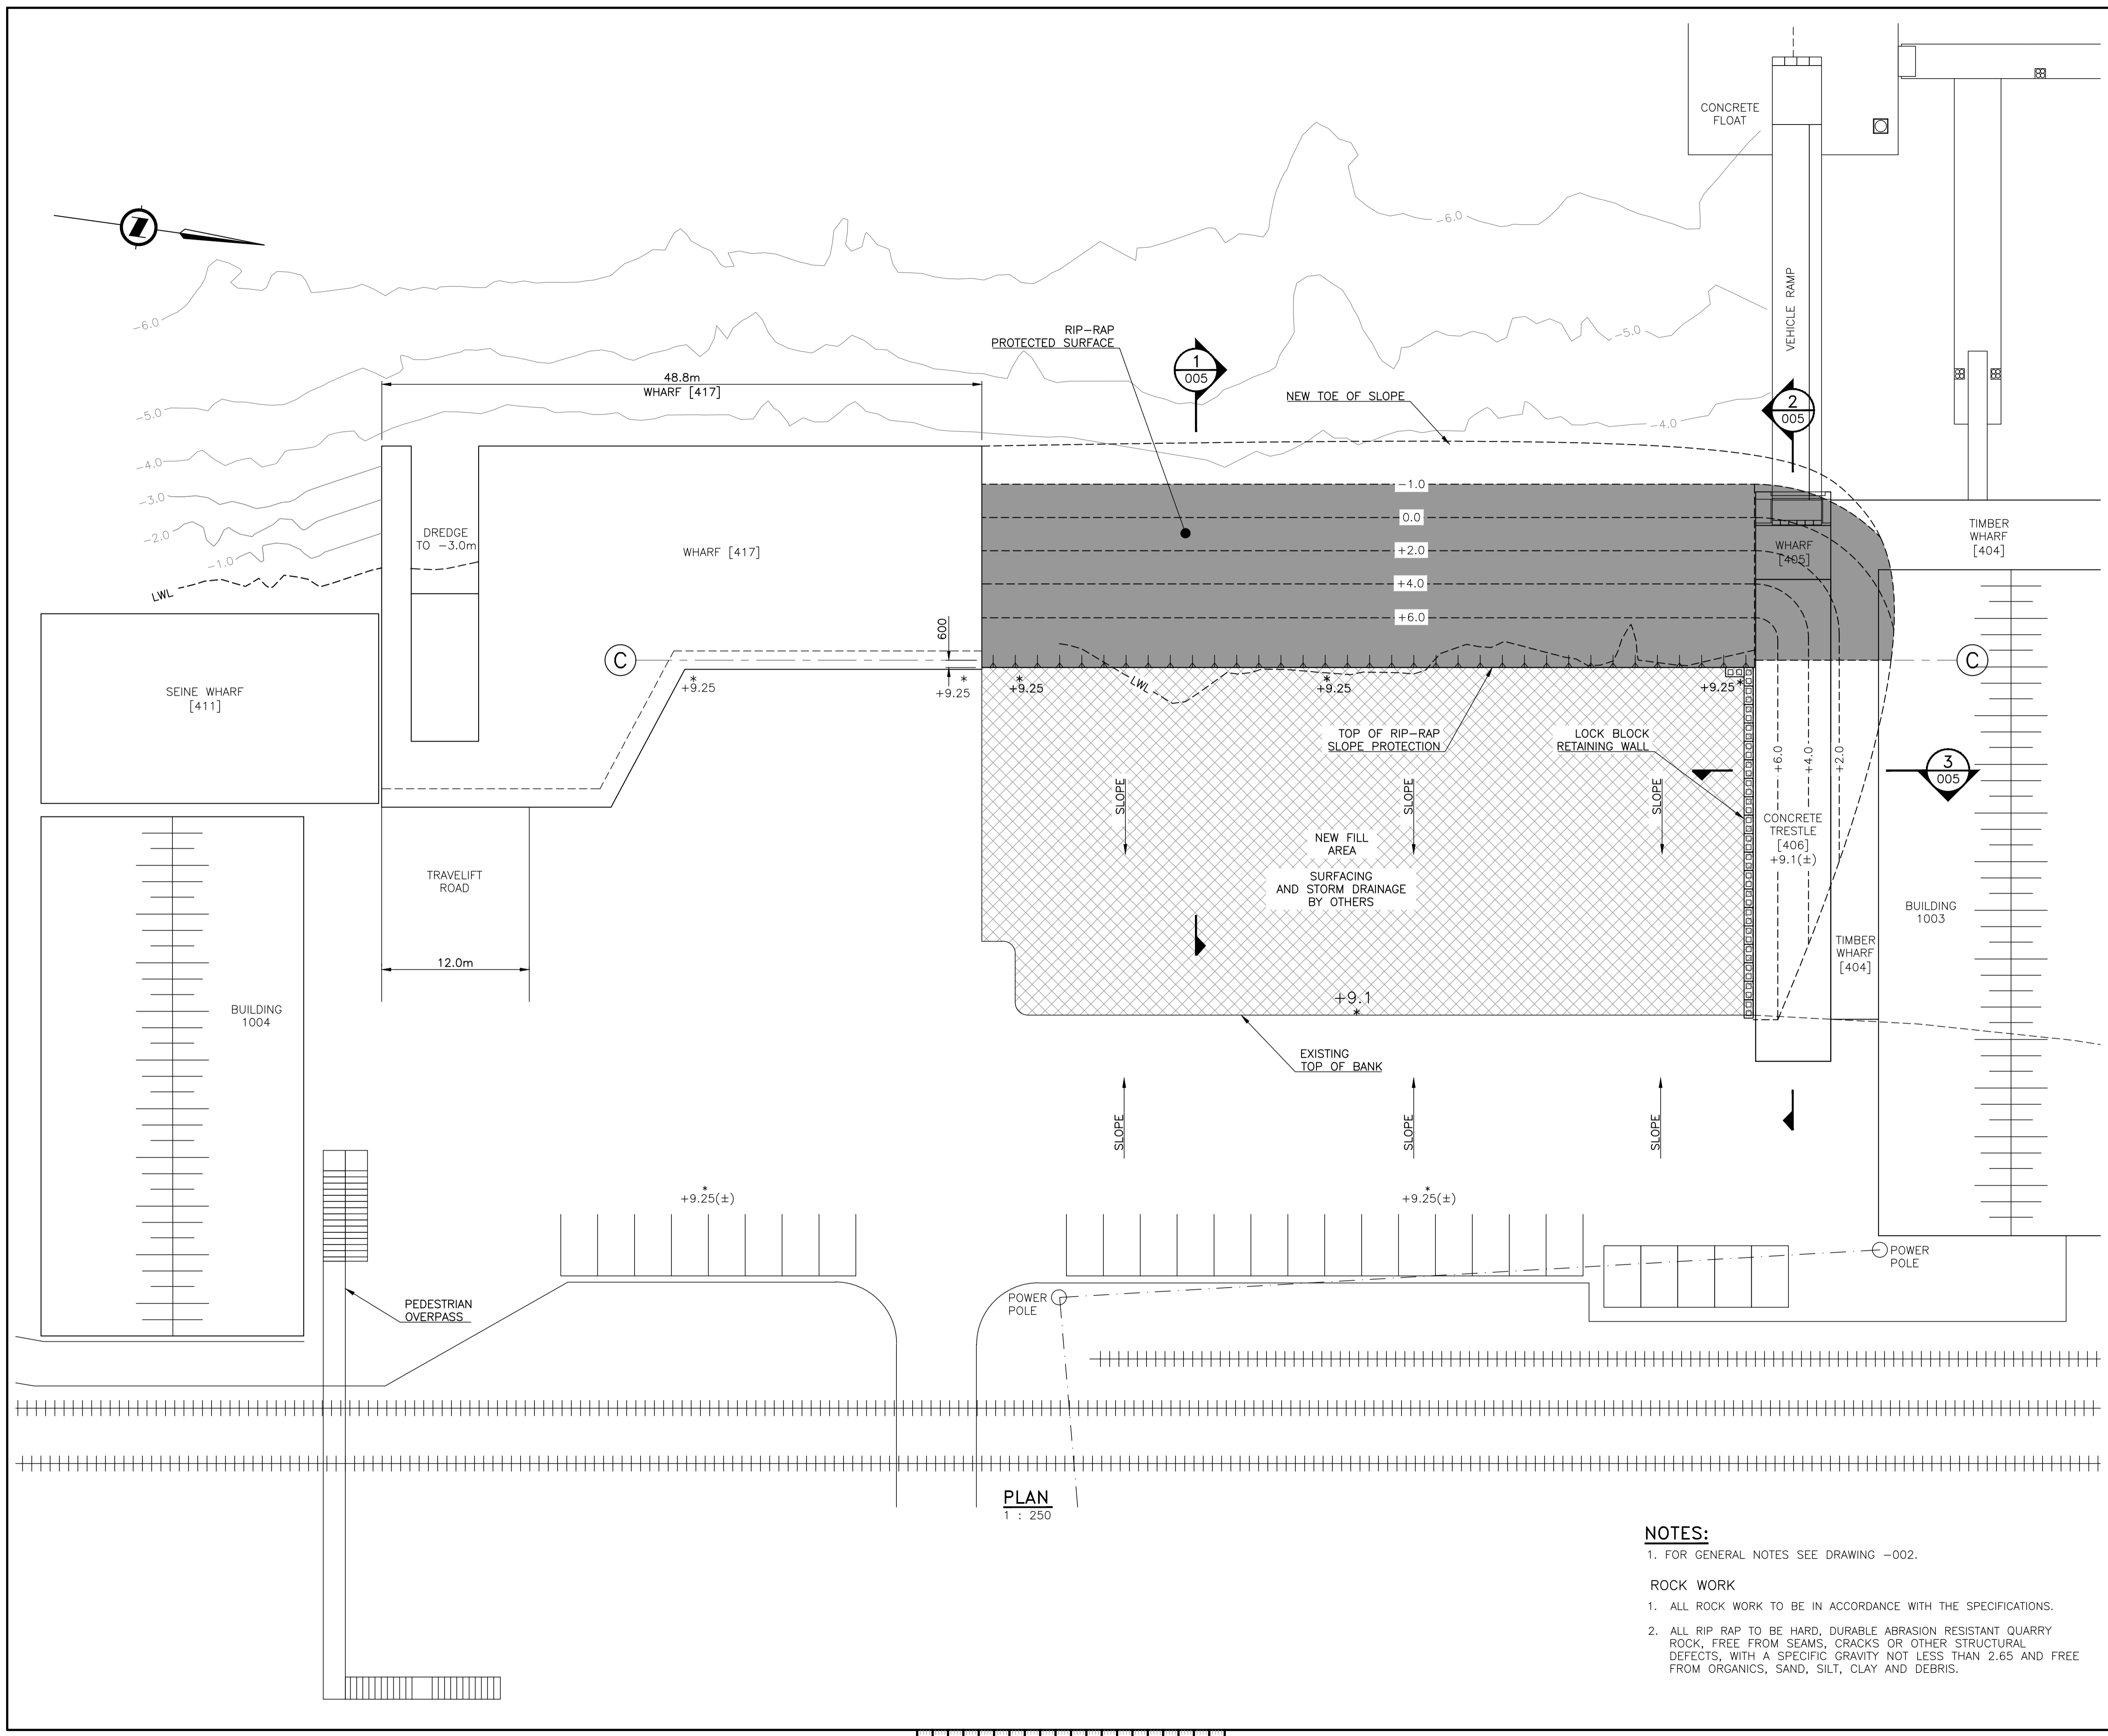 CONCRETE
FLOAT
-6.0
-6.0
VEHICLE RAMP
-5.0
RIP-RAP
PROTECTED SURFACE
1
005
48.8m
WHARF [417]
NEW TOE OF SLOPE
2
005
-5.0
-4.0
-4.0
-3.0
-2.0
-1.0
LWL
DREDGE
TO -3.0m
WHARF [417]
-1.0
0.0
+2.0
+4.0
+6.0
WHARF
[405]
TIMBER
WHARF
[404]
600
C
C
SEINE WHARF
[411]
*
+9.25
*
+9.25
*
+9.25
LWL
*
+9.25
+9.25*
TOP OF RIP-RAP
SLOPE PROTECTION
LOCK BLOCK
RETAINING WALL
+6.0
+4.0
+2.0
3
005
SLOPE
SLOPE
SLOPE
NEW FILL
AREA
SURFACING
AND STORM DRAINAGE
BY OTHERS
CONCRETE
TRESTLE
[406]
+9.1(±)
TRAVELIFT
ROAD
BUILDING
1003
TIMBER
WHARF
[404]
12.0m
BUILDING
1004
+9.1
*
EXISTING
TOP OF BANK
SLOPE
SLOPE
SLOPE
*
+9.25(±)
*
+9.25(±)
POWER
POLE
POWER
POLE
PEDESTRIAN
OVERPASS
PLAN
1 : 250
NOTES:
1. FOR GENERAL NOTES SEE DRAWING -002.
ROCK WORK
1. ALL ROCK WORK TO BE IN ACCORDANCE WITH THE SPECIFICATIONS.
2. ALL RIP RAP TO BE HARD, DURABLE ABRASION RESISTANT QUARRY
ROCK, FREE FROM SEAMS, CRACKS OR OTHER STRUCTURAL
DEFECTS, WITH A SPECIFIC GRAVITY NOT LESS THAN 2.65 AND FREE
FROM ORGANICS, SAND, SILT, CLAY AND DEBRIS.